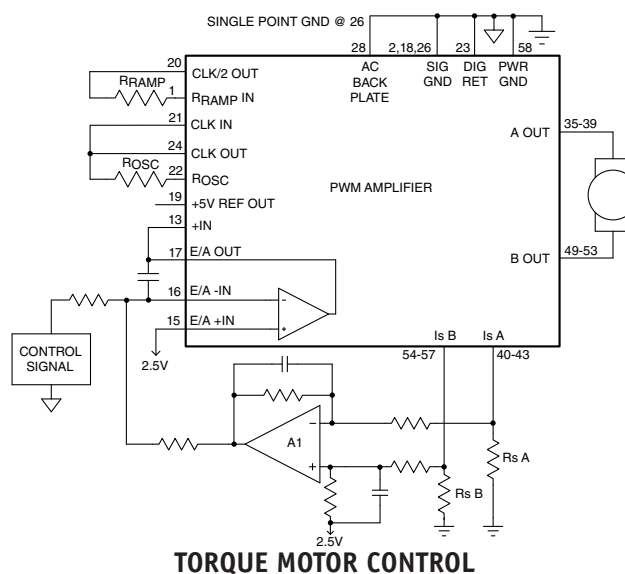 SINGLE POINT GND @ 26
20
28
2,18,26
23
58
CLK/2 OUT
AC
BACK
PLATE
SIG
GND
DIG
RET
PWR
GND
RRAMP
1
RRAMP IN
21
CLK IN
35-39
24
CLK OUT
A OUT
ROSC
22
ROSC
PWM AMPLIFIER
19
+5V REF OUT
13
+IN
17
E/A OUT
49-53
B OUT
16
E/A -IN
15
E/A +IN
CONTROL
SIGNAL
2.5V
Is B
Is A
54-57
40-43
-
+
-
A1
+
Rs A
Rs B
2.5V
TORQUE MOTOR CONTROL